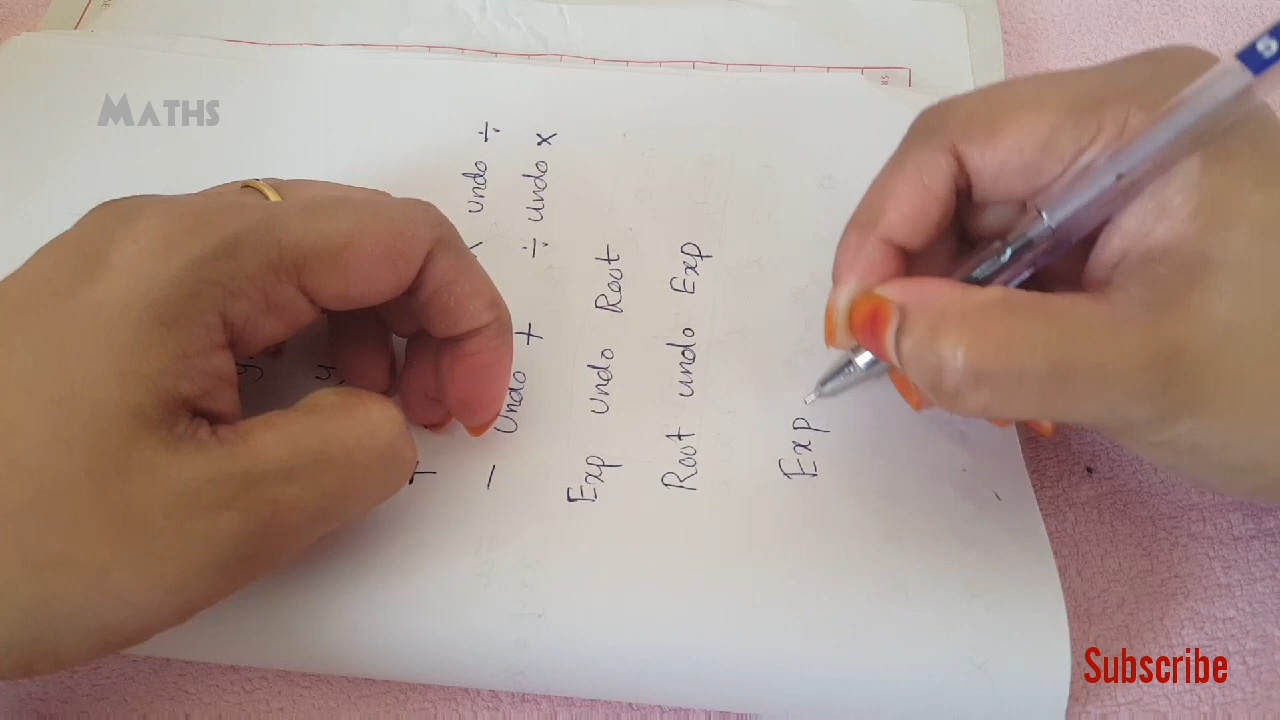 MATHS
undo ÷
- undo + ÷ undo ×
Exp undo Root
Root undo Exp
Exp
Subscribe